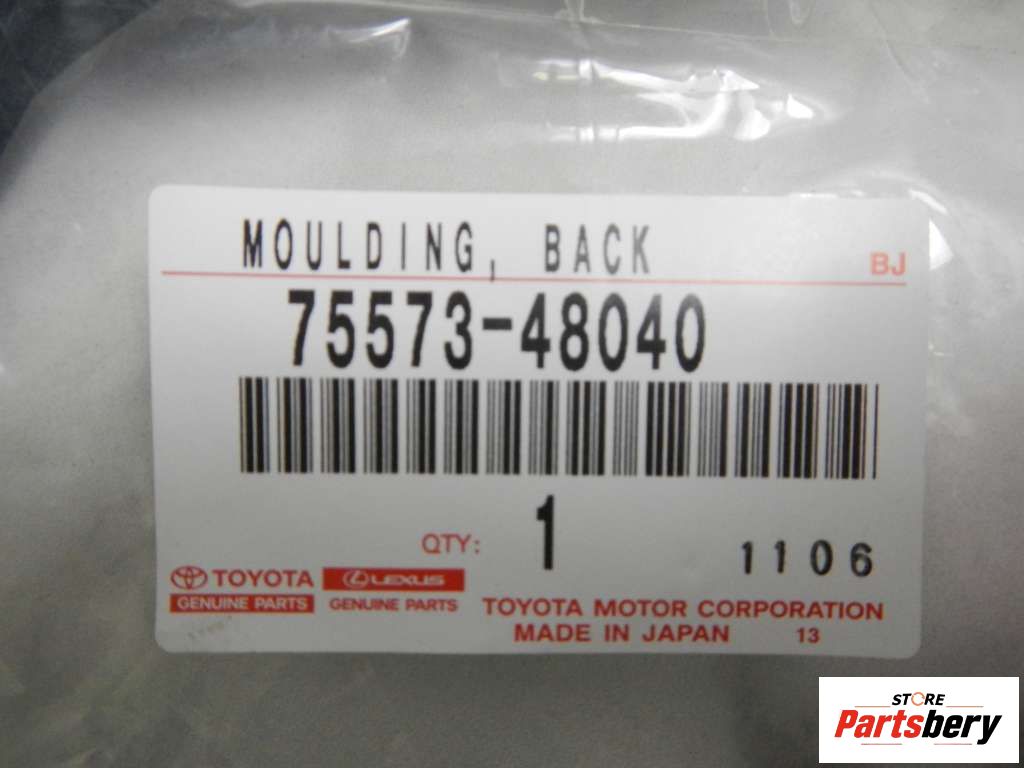 MOULDING, BACK
BJ
75573-48040
QTY: 1
1106
TOYOTA LEXUS
GENUINE PARTS GENUINE PARTS
TOYOTA MOTOR CORPORATION
MADE IN JAPAN 13
STORE
Partsbery